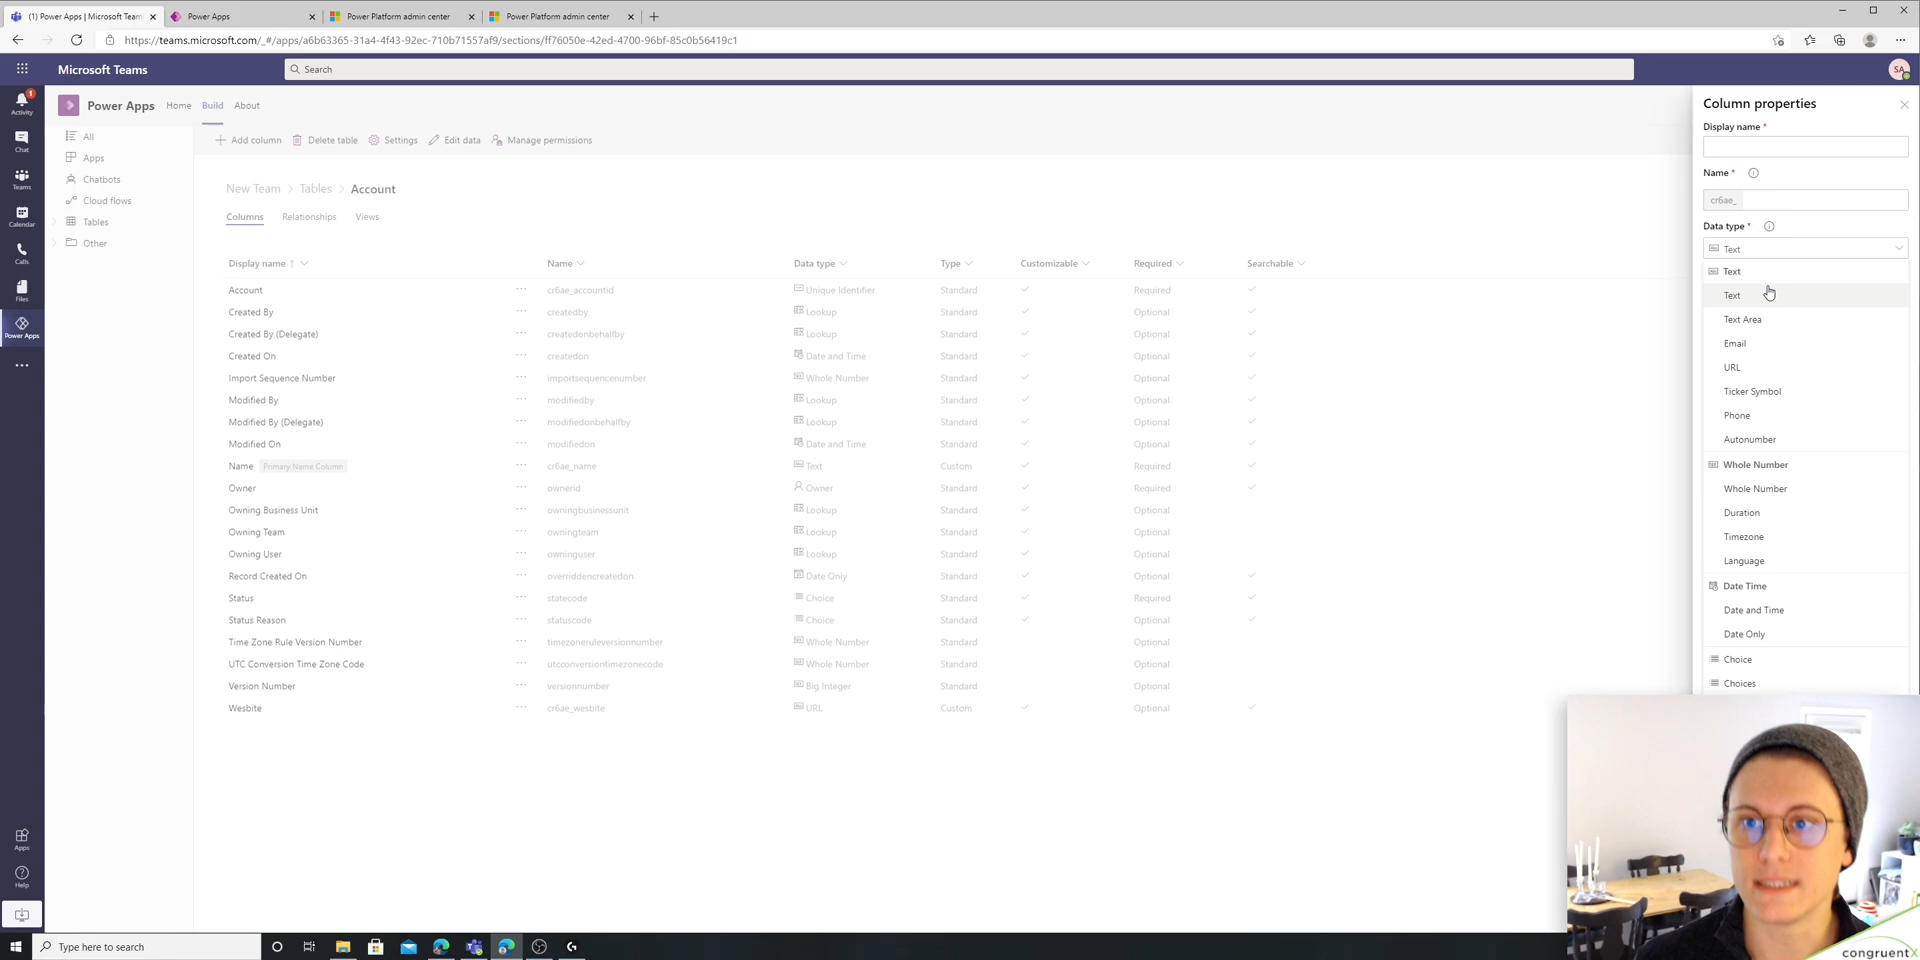 (1) Power Apps | Microsoft Team
Power Apps
Power Platform admin center
Power Platform admin center
https://teams.microsoft.com/_#/apps/a6b63365-31a4-4f43-92ec-710b71557af9/sections/ff76050e-42ed-4700-96bf-85c0b56419c1
Microsoft Teams
Search
SA
1
Activity
Chat
Teams
Calendar
Calls
Files
Power Apps
Apps
Help
Power Apps Home Build About
All
Apps
Chatbots
Cloud flows
Tables
Other
Add column Delete table Settings Edit data Manage permissions
New Team > Tables > Account
Columns Relationships Views
Display name ↑ Name Data type Type Customizable Required Searchable
Account ... cr6ae_accountid Unique Identifier Standard ✓ Required ✓
Created By ... createdby Lookup Standard ✓ Optional ✓
Created By (Delegate) ... createdonbehalfby Lookup Standard ✓ Optional ✓
Created On ... createdon Date and Time Standard ✓ Optional ✓
Import Sequence Number ... importsequencenumber Whole Number Standard ✓ Optional ✓
Modified By ... modifiedby Lookup Standard ✓ Optional ✓
Modified By (Delegate) ... modifiedonbehalfby Lookup Standard ✓ Optional ✓
Modified On ... modifiedon Date and Time Standard ✓ Optional ✓
Name Primary Name Column ... cr6ae_name Text Custom ✓ Required ✓
Owner ... ownerid Owner Standard ✓ Required ✓
Owning Business Unit ... owningbusinessunit Lookup Standard ✓ Optional
Owning Team ... owningteam Lookup Standard ✓ Optional
Owning User ... owninguser Lookup Standard ✓ Optional
Record Created On ... overriddencreatedon Date Only Standard ✓ Optional ✓
Status ... statecode Choice Standard ✓ Required ✓
Status Reason ... statuscode Choice Standard ✓ Optional ✓
Time Zone Rule Version Number ... timezoneruleversionnumber Whole Number Standard Optional
UTC Conversion Time Zone Code ... utcconversiontimezonecode Whole Number Standard Optional
Version Number ... versionnumber Big Integer Standard Optional
Wesbite ... cr6ae_wesbite URL Custom ✓ Optional ✓
Column properties
Display name *
Name *
cr6ae_
Data type *
Text
Text
Text
Text Area
Email
URL
Ticker Symbol
Phone
Autonumber
Whole Number
Whole Number
Duration
Timezone
Language
Date Time
Date and Time
Date Only
Choice
Choices
congruentX
Type here to search